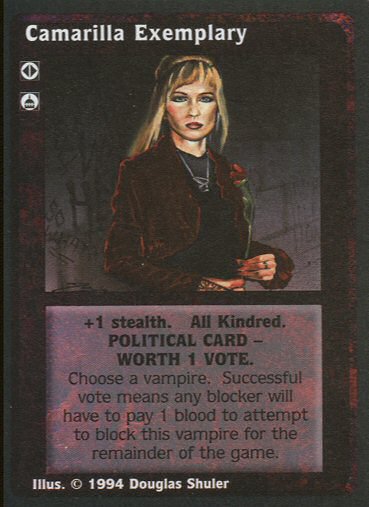 Camarilla Exemplary
+1 stealth. All Kindred.
POLITICAL CARD –
WORTH 1 VOTE.
Choose a vampire. Successful
vote means any blocker will
have to pay 1 blood to attempt
to block this vampire for the
remainder of the game.
Illus. © 1994 Douglas Shuler